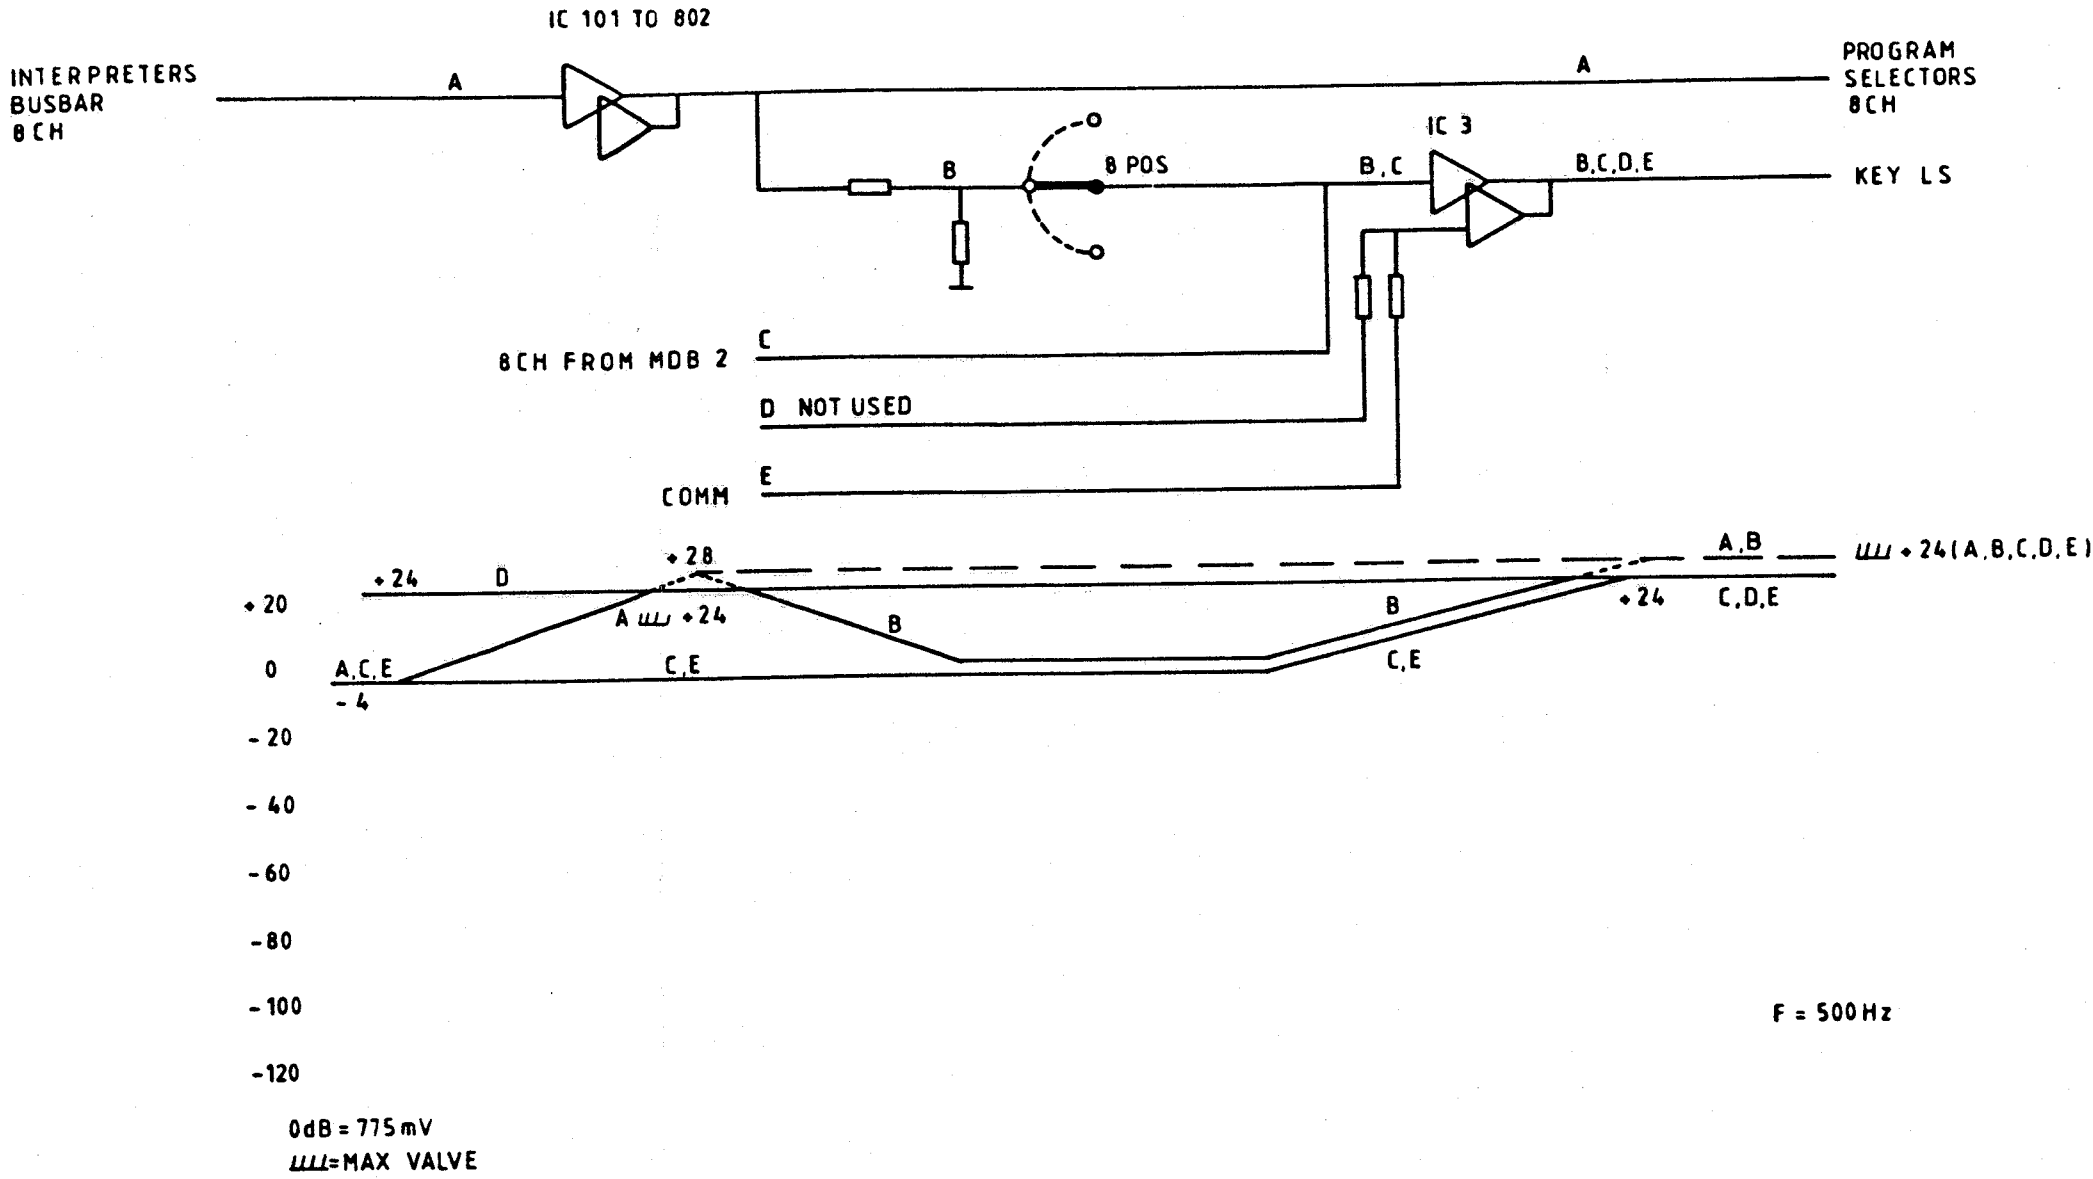 IC 101 TO 802
INTERPRETERS
BUSBAR
8CH
A
A
PROGRAM
SELECTORS
8CH
IC 3
B
8 POS
B,C
B,C,D,E
KEY LS
C
8CH FROM MDB 2
D NOT USED
E
COMM
+28
A,B
+24(A,B,C,D,E)
+24
D
+20
A +24
B
B
+24
C,D,E
0
A,C,E
C,E
C,E
-4
-20
-40
-60
-80
-100
F = 500Hz
-120
0dB = 775mV
=MAX VALVE